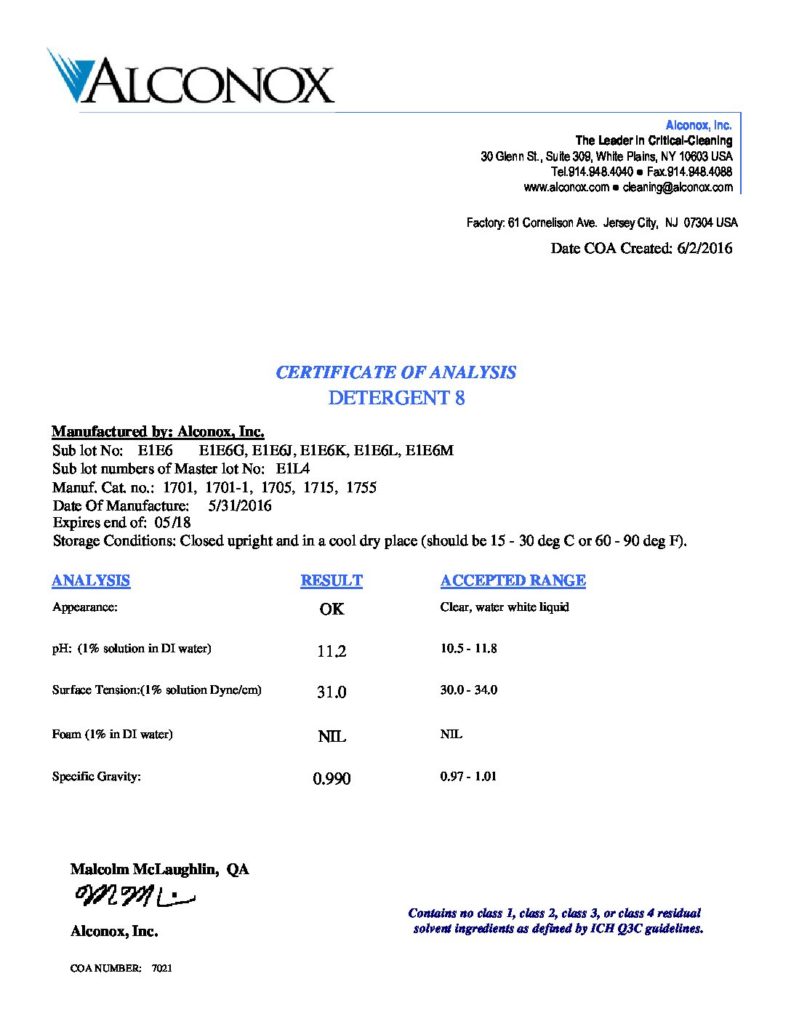 ALCONOX
Alconox, Inc.
The Leader in Critical-Cleaning
30 Glenn St., Suite 309, White Plains, NY 10603 USA
Tel.914.948.4040 ● Fax.914.948.4088
www.alconox.com ● cleaning@alconox.com
Factory: 61 Cornelison Ave. Jersey City, NJ 07304 USA
Date COA Created: 6/2/2016
CERTIFICATE OF ANALYSIS
DETERGENT 8
Manufactured by: Alconox, Inc.
Sub lot No: E1E6 E1E6G, E1E6J, E1E6K, E1E6L, E1E6M
Sub lot numbers of Master lot No: E1L4
Manuf. Cat. no.: 1701, 1701-1, 1705, 1715, 1755
Date Of Manufacture: 5/31/2016
Expires end of: 05/18
Storage Conditions: Closed upright and in a cool dry place (should be 15 - 30 deg C or 60 - 90 deg F).
ANALYSIS RESULT ACCEPTED RANGE
Appearance: OK Clear, water white liquid
pH: (1% solution in DI water) 11.2 10.5 - 11.8
Surface Tension:(1% solution Dyne/cm) 31.0 30.0 - 34.0
Foam (1% in DI water) NIL NIL
Specific Gravity: 0.990 0.97 - 1.01
Malcolm McLaughlin, QA
Alconox, Inc.
Contains no class 1, class 2, class 3, or class 4 residual
solvent ingredients as defined by ICH Q3C guidelines.
COA NUMBER: 7021